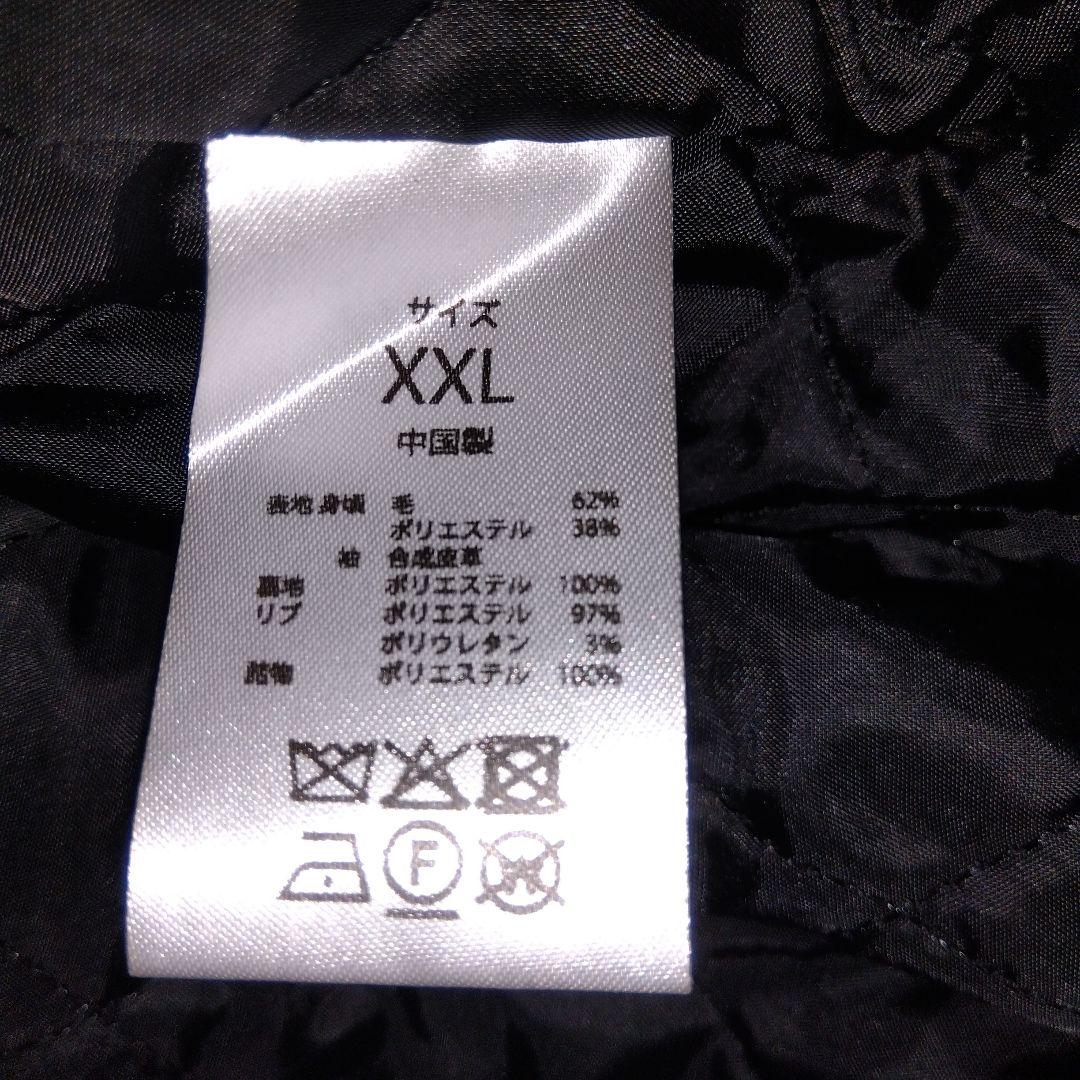 サイズ
XXL
中国製
表地 身頃 毛 62%
ポリエステル 38%
袖 合成皮革
裏地 ポリエステル 100%
リブ ポリエステル 97%
ポリウレタン 3%
詰物 ポリエステル 100%
F
W